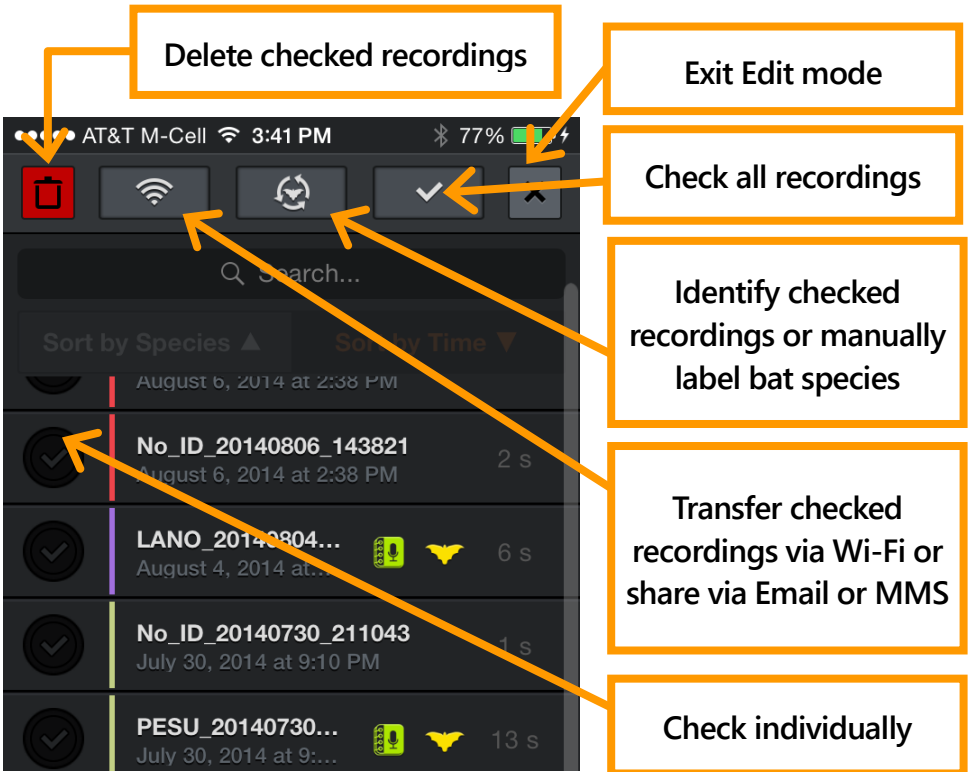 Delete checked recordings
Exit Edit mode
AT&T M-Cell 3:41 PM 77%
Check all recordings
Search...
Identify checked
recordings or manually
label bat species
Sort by Species ▲ Sort by Time ▼
August 6, 2014 at 2:38 PM
No_ID_20140806_143821
August 6, 2014 at 2:38 PM
2 s
Transfer checked
recordings via Wi-Fi or
share via Email or MMS
LANO_20140804...
August 4, 2014 at...
6 s
No_ID_20140730_211043
July 30, 2014 at 9:10 PM
1 s
Check individually
PESU_20140730...
July 30, 2014 at 9:...
13 s